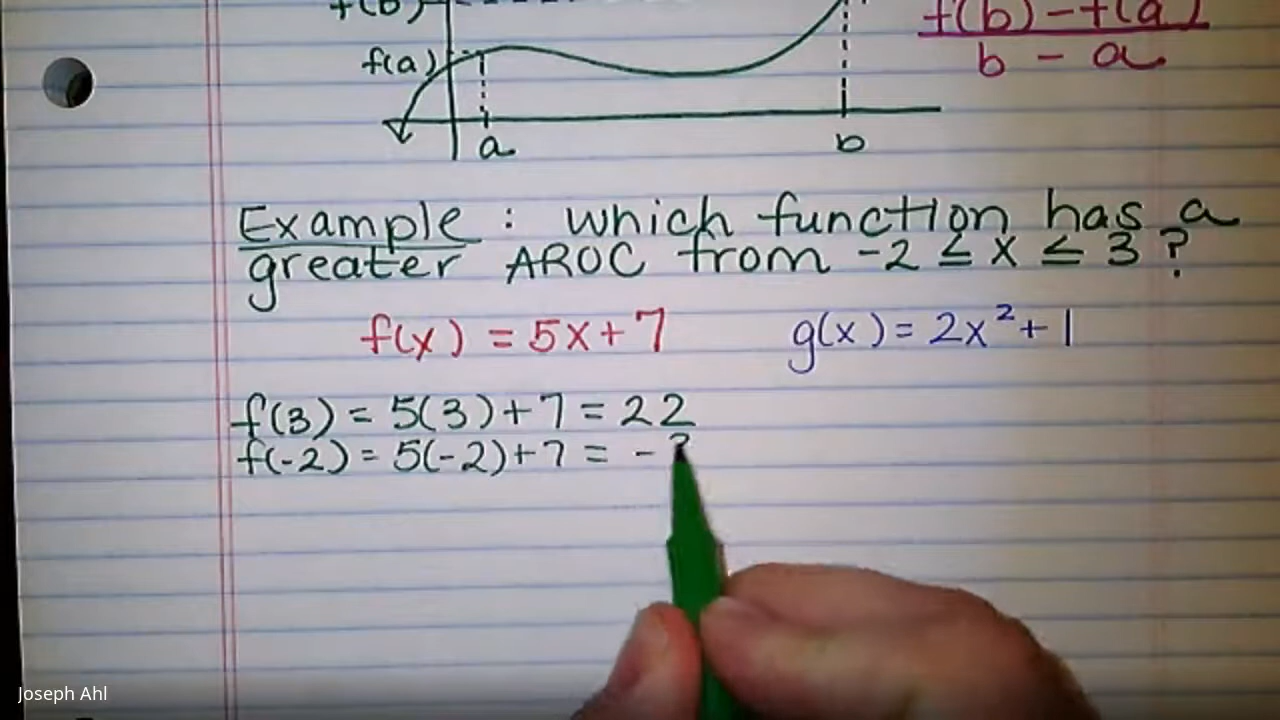 f(b)
f(b) - f(a)
f(a)
b - a
a
b
Example : which function has a
greater AROC from -2 ≤ x ≤ 3 ?
f(x) = 5x + 7
g(x) = 2x² + 1
f(3) = 5(3) + 7 = 22
f(-2) = 5(-2) + 7 = -
Joseph Ahl